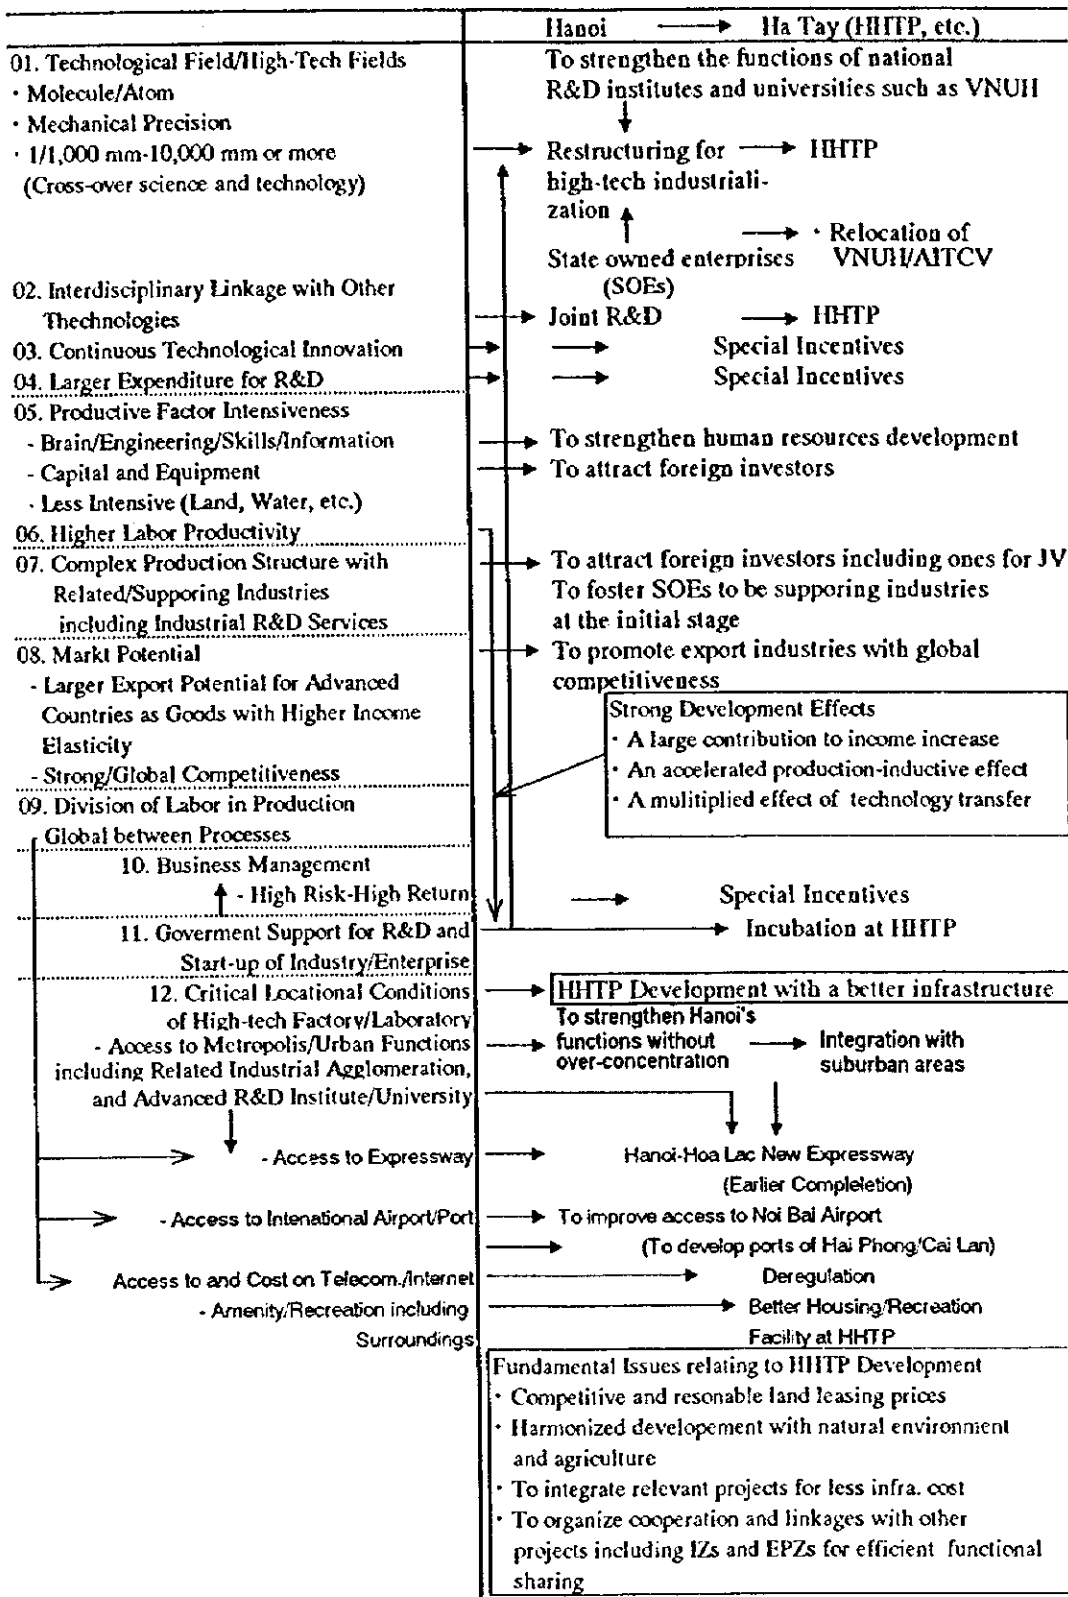 Hanoi Ha Tay (HHTP, etc.)
01. Technological Field/High-Tech Fields
· Molecule/Atom
· Mechanical Precision
· 1/1,000 mm-10,000 mm or more
(Cross-over science and technology)
To strengthen the functions of national
R&D institutes and universities such as VNUH
Restructuring for HHTP
high-tech industriali-
zation
· Relocation of
VNUH/AITCV
State owned enterprises
(SOEs)
02. Interdisciplinary Linkage with Other
Thechnologies
Joint R&D HHTP
03. Continuous Technological Innovation Special Incentives
04. Larger Expenditure for R&D Special Incentives
05. Productive Factor Intensiveness
- Brain/Engineering/Skills/Information To strengthen human resources development
- Capital and Equipment To attract foreign investors
- Less Intensive (Land, Water, etc.)
06. Higher Labor Productivity
07. Complex Production Structure with
Related/Supporing Industries
including Industrial R&D Services
To attract foreign investors including ones for JV
To foster SOEs to be supporing industries
at the initial stage
08. Markt Potential
- Larger Export Potential for Advanced
Countries as Goods with Higher Income
Elasticity
- Strong/Global Competitiveness
To promote export industries with global
competitiveness
Strong Development Effects
· A large contribution to income increase
· An accelerated production-inductive effect
· A mulitiplied effect of technology transfer
09. Division of Labor in Production
Global between Processes
10. Business Management
- High Risk-High Return Special Incentives
11. Goverment Support for R&D and Incubation at HHTP
Start-up of Industry/Enterprise
12. Critical Locational Conditions
of High-tech Factory/Laboratory
HHTP Development with a better infrastructure
- Access to Metropolis/Urban Functions
including Related Industrial Agglomeration,
and Advanced R&D Institute/University
To strengthen Hanoi's
functions without
over-concentration
Integration with
suburban areas
- Access to Expressway Hanoi-Hoa Lac New Expressway
(Earlier Compleletion)
- Access to Intenational Airport/Port To improve access to Noi Bai Airport
(To develop ports of Hai Phong/Cai Lan)
Access to and Cost on Telecom./Internet Deregulation
- Amenity/Recreation including
Surroundings
Better Housing/Recreation
Facility at HHTP
Fundamental Issues relating to HHTP Development
· Competitive and resonable land leasing prices
· Harmonized developement with natural environment
and agriculture
· To integrate relevant projects for less infra. cost
· To organize cooperation and linkages with other
projects including IZs and EPZs for efficient functional
sharing